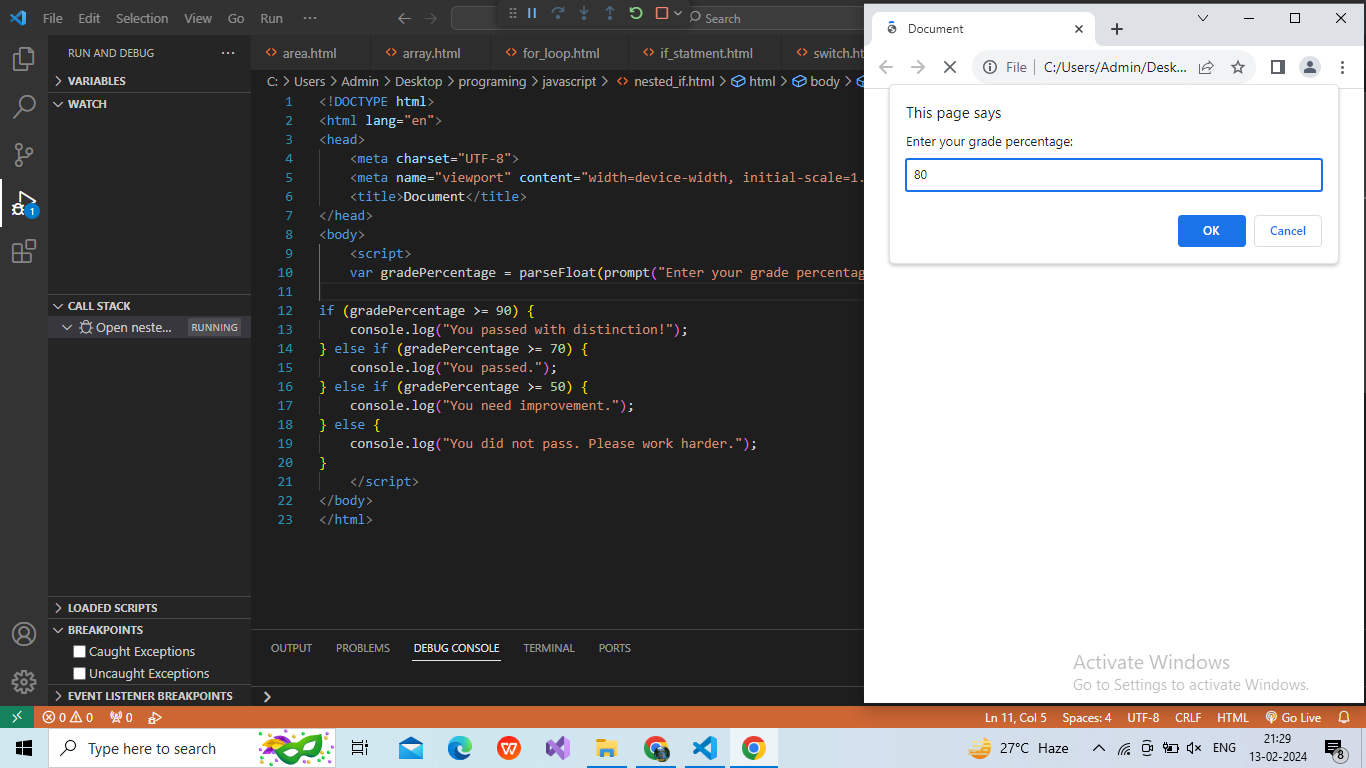 File Edit Selection View Go Run ··· Search
RUN AND DEBUG ···
VARIABLES
WATCH
CALL STACK
Open neste... RUNNING
LOADED SCRIPTS
BREAKPOINTS
Caught Exceptions
Uncaught Exceptions
EVENT LISTENER BREAKPOINTS
1
area.html array.html for_loop.html if_statment.html switch.ht
C: > Users > Admin > Desktop > programing > javascript > nested_if.html > html > body >
1 <!DOCTYPE html>
2 <html lang="en">
3 <head>
4 <meta charset="UTF-8">
5 <meta name="viewport" content="width=device-width, initial-scale=1.
6 <title>Document</title>
7 </head>
8 <body>
9 <script>
10 var gradePercentage = parseFloat(prompt("Enter your grade percentag
11
12 if (gradePercentage >= 90) {
13 console.log("You passed with distinction!");
14 } else if (gradePercentage >= 70) {
15 console.log("You passed.");
16 } else if (gradePercentage >= 50) {
17 console.log("You need improvement.");
18 } else {
19 console.log("You did not pass. Please work harder.");
20 }
21 </script>
22 </body>
23 </html>
OUTPUT PROBLEMS DEBUG CONSOLE TERMINAL PORTS
Document
File C:/Users/Admin/Desk...
This page says
Enter your grade percentage:
80
OK Cancel
Activate Windows
Go to Settings to activate Windows.
0 0 0 Ln 11, Col 5 Spaces: 4 UTF-8 CRLF HTML Go Live
Type here to search 27°C Haze ENG 21:29
13-02-2024 8